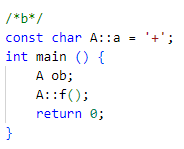 /*b*/
const char A::a = '+';
int main () {
    A ob;
    A::f();
    return 0;
}